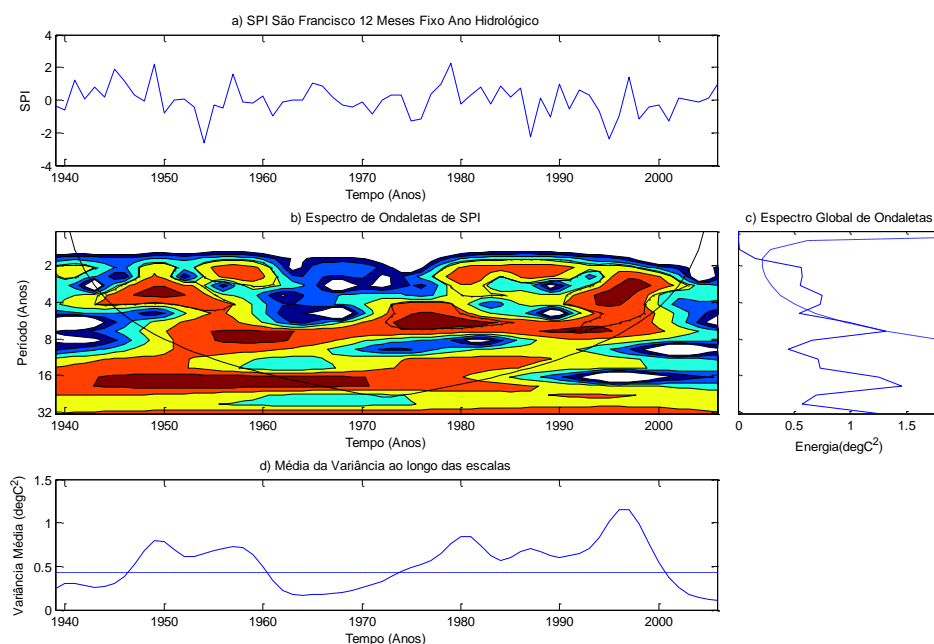 a) SPI São Francisco 12 Meses Fixo Ano Hidrológico
4
2
0
-2
-4
SPI
1940 1950 1960 1970 1980 1990 2000
Tempo (Anos)
b) Espectro de Ondaletas de SPI
2
4
8
16
32
Período (Anos)
1940 1950 1960 1970 1980 1990 2000
Tempo (Anos)
c) Espectro Global de Ondaletas
0 0.5 1 1.5
Energia(degC²)
d) Média da Variância ao longo das escalas
1.5
1
0.5
0
Variância Média (degC²)
1940 1950 1960 1970 1980 1990 2000
Tempo (Anos)